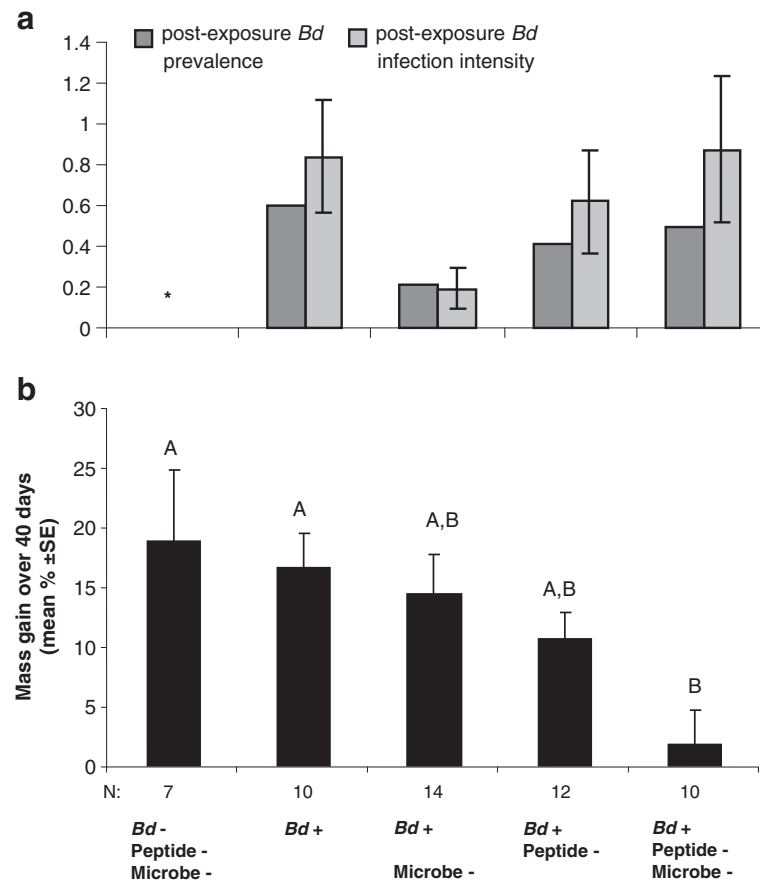 a
post-exposure Bd
prevalence
post-exposure Bd
infection intensity
1.4
1.2
1
0.8
0.6
0.4
0.2
0
*
b
Mass gain over 40 days
(mean % ±SE)
30
25
20
15
10
5
0
A
A
A,B
A,B
B
N: 7 10 14 12 10
Bd - Bd + Bd + Bd + Bd +
Peptide - Peptide - Peptide -
Microbe - Microbe - Microbe -